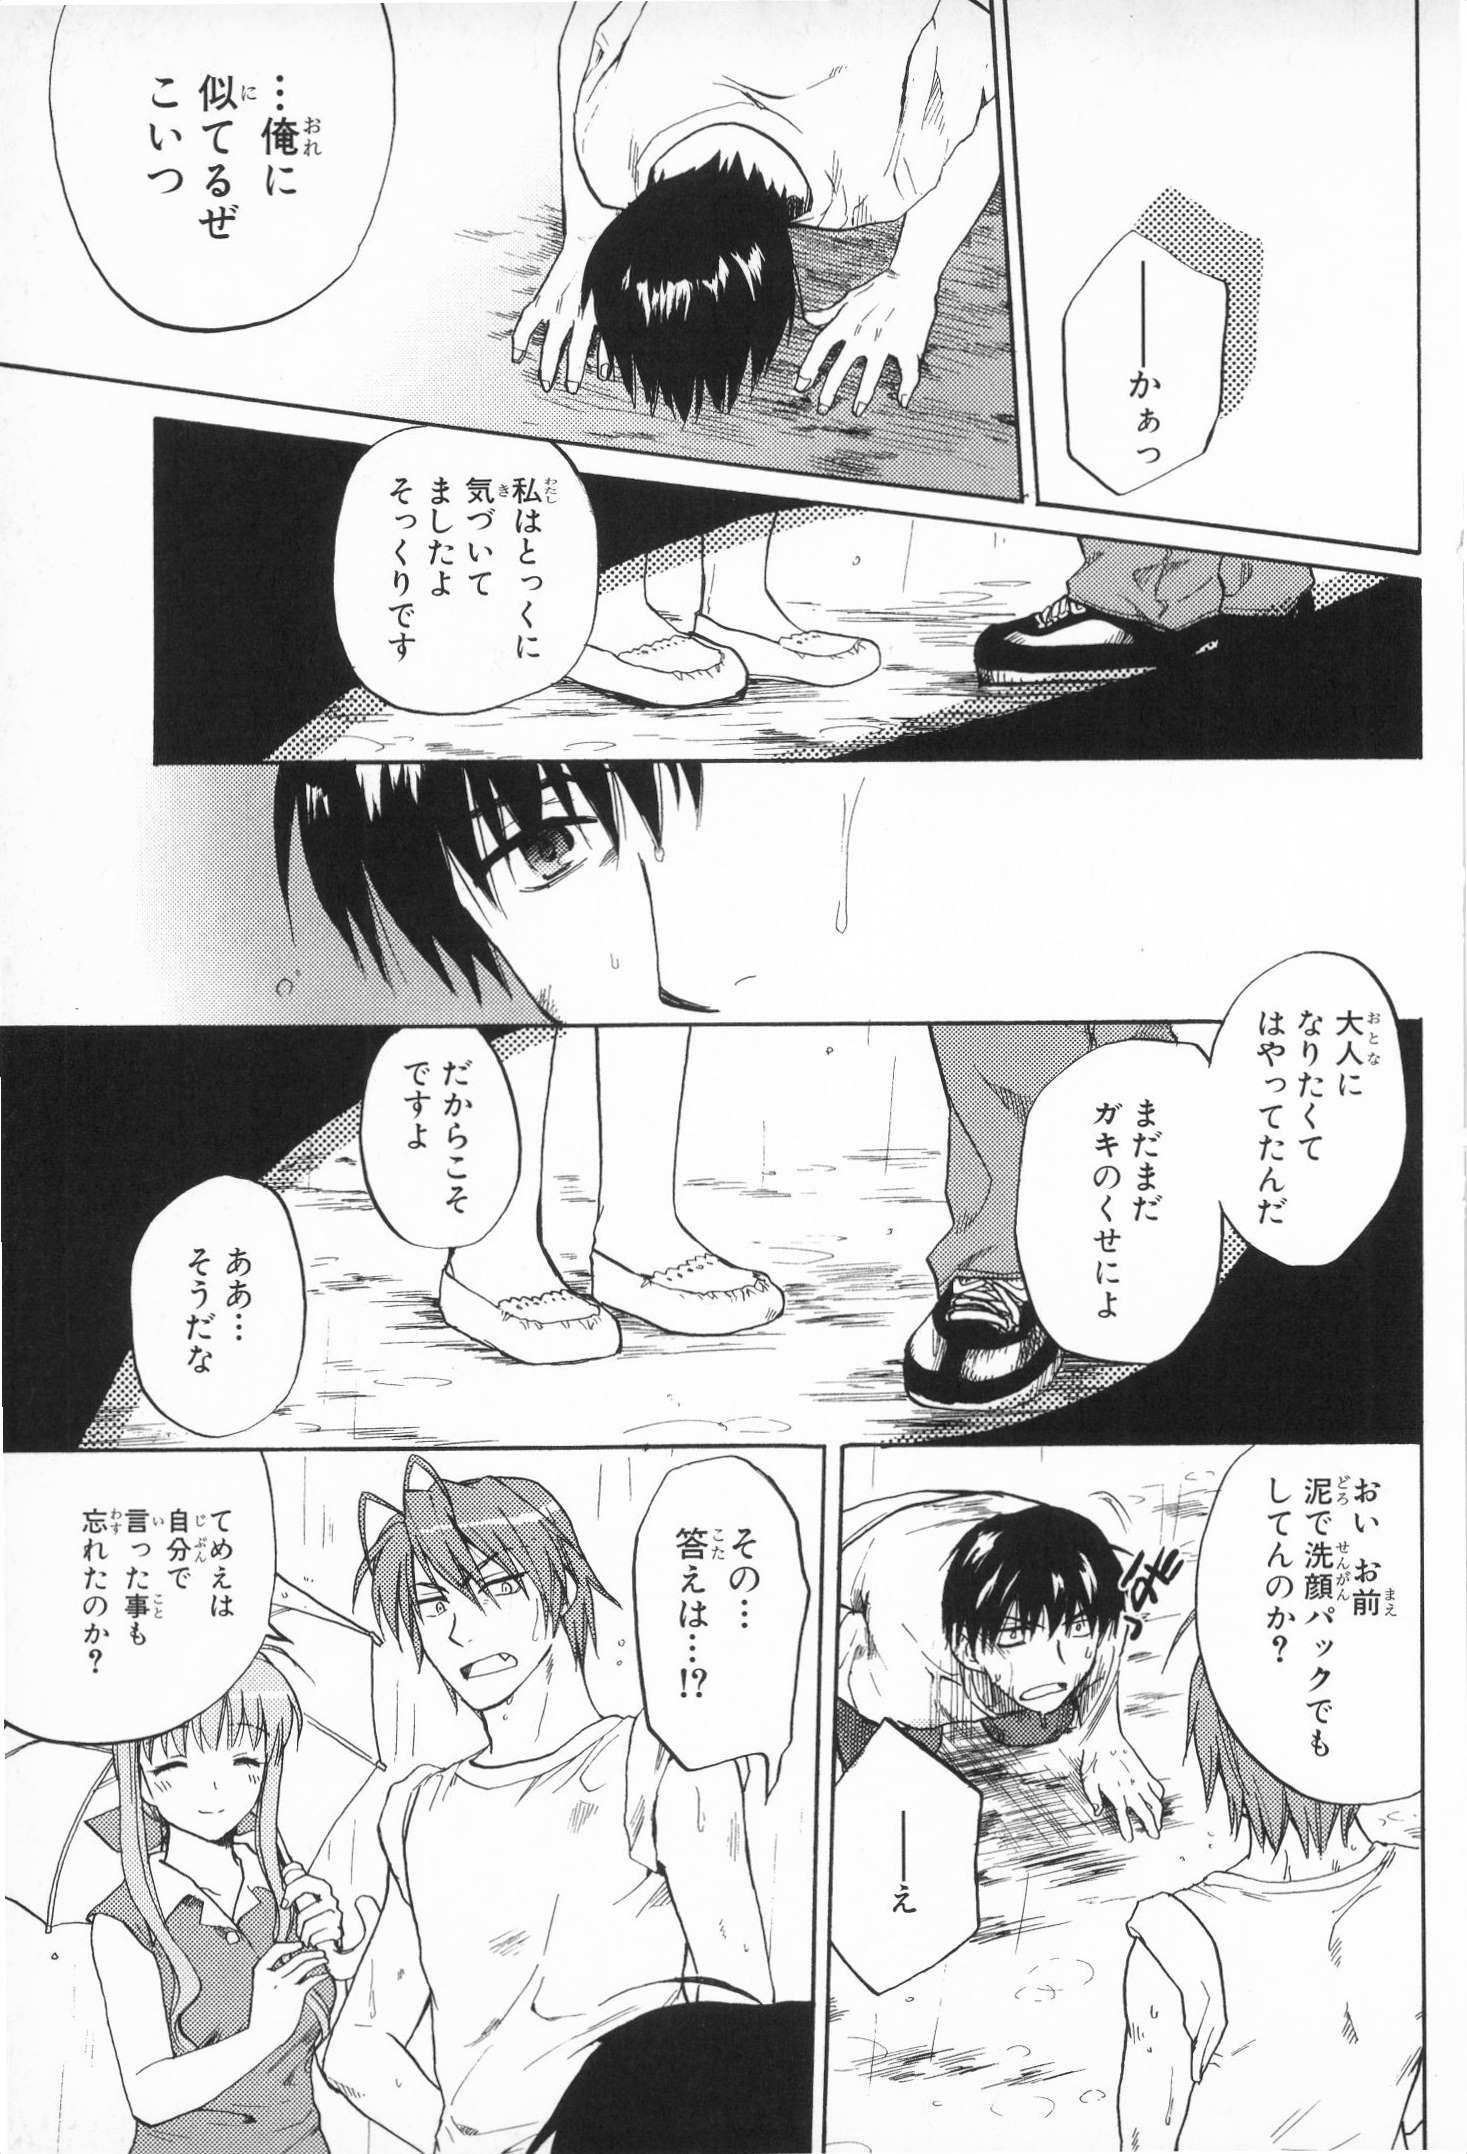 ――かぁっ
…俺に
似てるぜ
こいつ
私はとっくに
気づいて
ましたよ
そっくりです
大人に
なりたくて
はやってたんだ
まだまだ
ガキのくせによ
だからこそ
ですよ
ああ…
そうだな
おい お前
泥で洗顔パックでも
してんのか?
――え
その…
答えは…!?
てめえは
自分で
言った事も
忘れたのか?